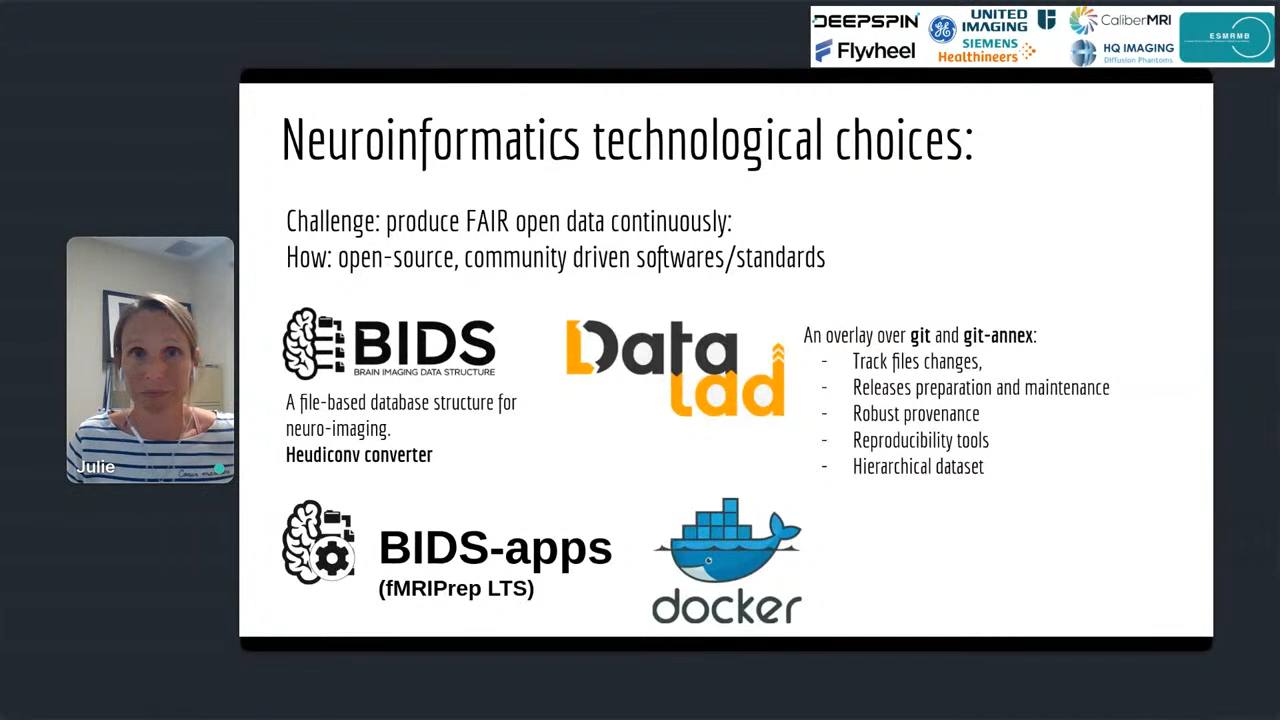 DEEPSPIN
UNITED
IMAGING
CaliberMRI
ESMRMB
Flywheel
SIEMENS
Healthineers
HQ IMAGING
Diffusion Phantoms
Neuroinformatics technological choices:
Challenge: produce FAIR open data continuously:
How: open-source, community driven softwares/standards
BIDS
BRAIN IMAGING DATA STRUCTURE
A file-based database structure for
neuro-imaging.
Heudiconv converter
Data
lad
An overlay over git and git-annex:
- Track files changes,
- Releases preparation and maintenance
- Robust provenance
- Reproducibility tools
- Hierarchical dataset
Julie
BIDS-apps
(fMRIPrep LTS)
docker